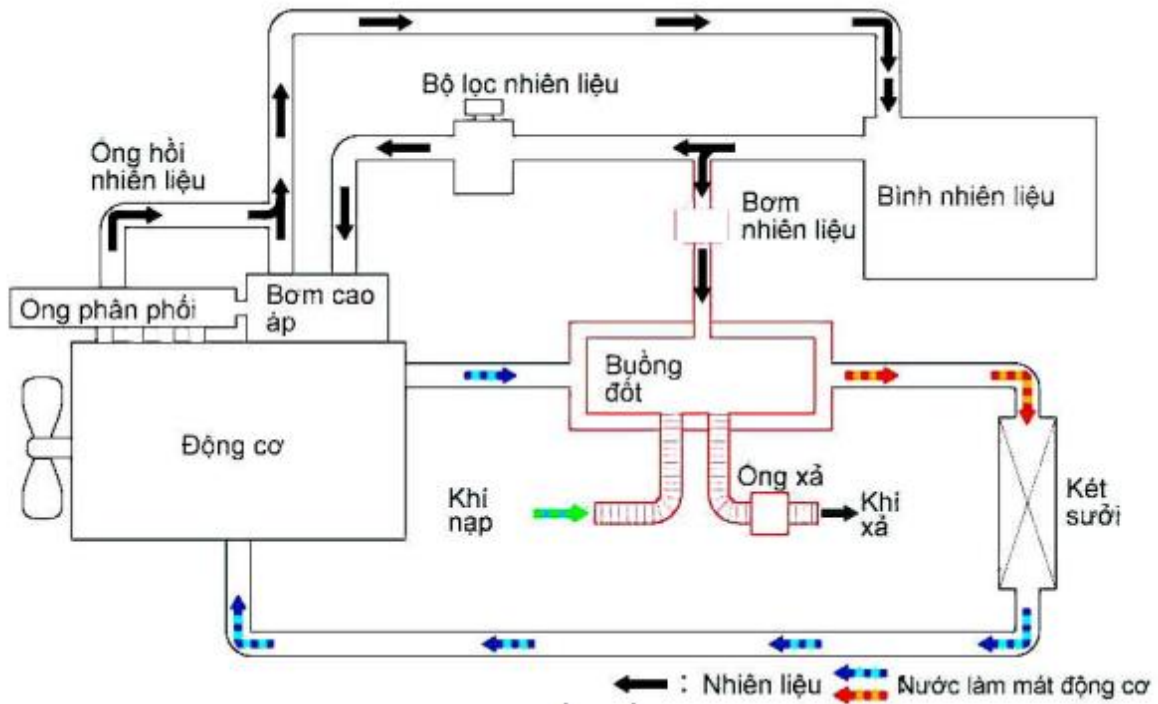 Bộ lọc nhiên liệu
Ống hồi
nhiên liệu
Bơm
nhiên liệu
Bình nhiên liệu
Ong phân phối
Bơm cao
áp
Buồng
đốt
Động cơ
Khí
nạp
Ống xả
Khí
xả
Két
sưởi
: Nhiên liệu
: Nước làm mát động cơ